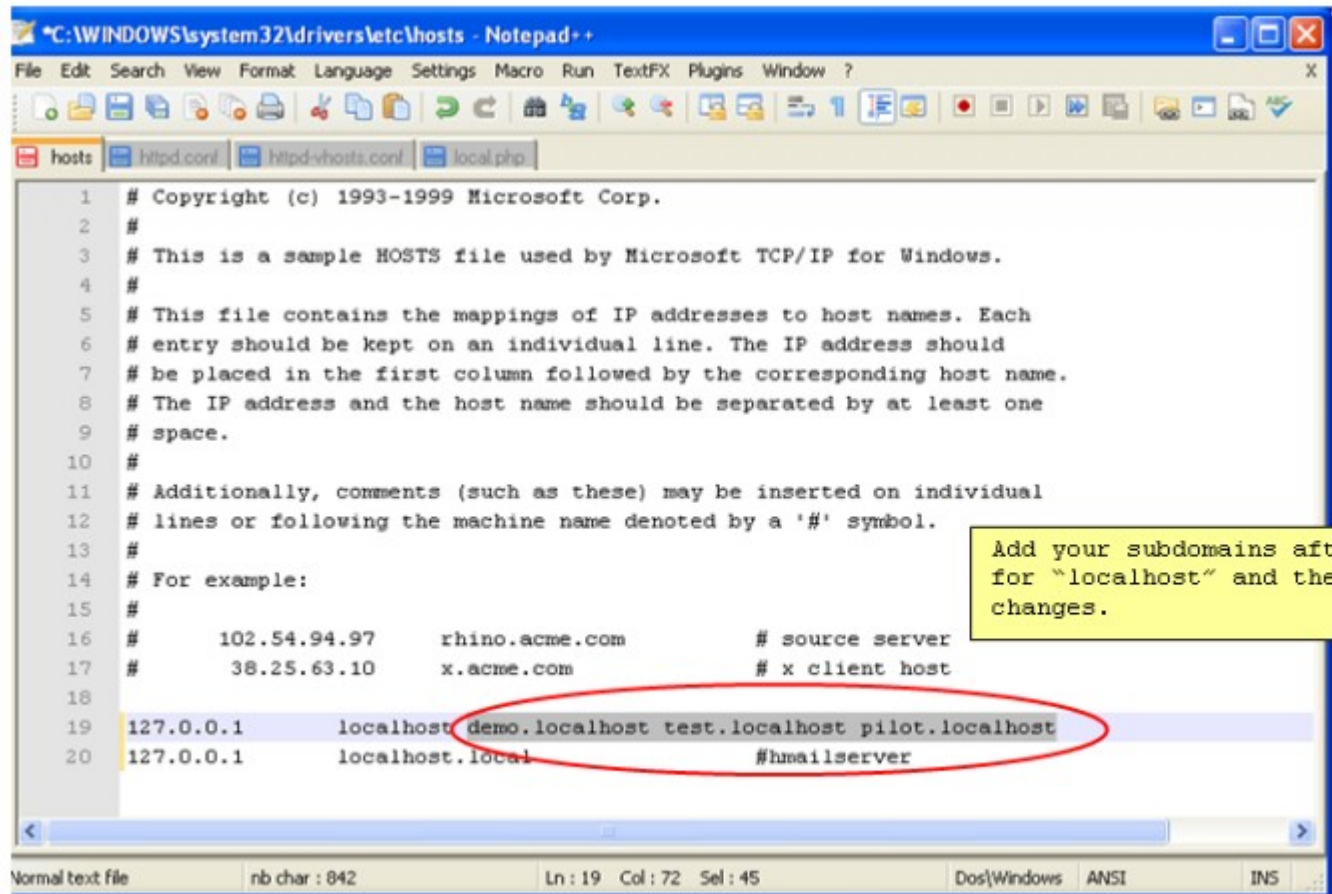 *C:\WINDOWS\system32\drivers\etc\hosts - Notepad++
File Edit Search View Format Language Settings Macro Run TextFX Plugins Window ? X
hosts httpd.conf httpd-vhosts.conf local.php
1 # Copyright (c) 1993-1999 Microsoft Corp.
2 #
3 # This is a sample HOSTS file used by Microsoft TCP/IP for Windows.
4 #
5 # This file contains the mappings of IP addresses to host names. Each
6 # entry should be kept on an individual line. The IP address should
7 # be placed in the first column followed by the corresponding host name.
8 # The IP address and the host name should be separated by at least one
9 # space.
10 #
11 # Additionally, comments (such as these) may be inserted on individual
12 # lines or following the machine name denoted by a '#' symbol.
13 #
14 # For example:
15 #
16 # 102.54.94.97 rhino.acme.com # source server
17 # 38.25.63.10 x.acme.com # x client host
18
19 127.0.0.1 localhost demo.localhost test.localhost pilot.localhost
20 127.0.0.1 localhost.local #hmailserver
Add your subdomains aft
for "localhost" and the
changes.
Normal text file nb char : 842 Ln : 19 Col : 72 Sel : 45 Dos\Windows ANSI INS